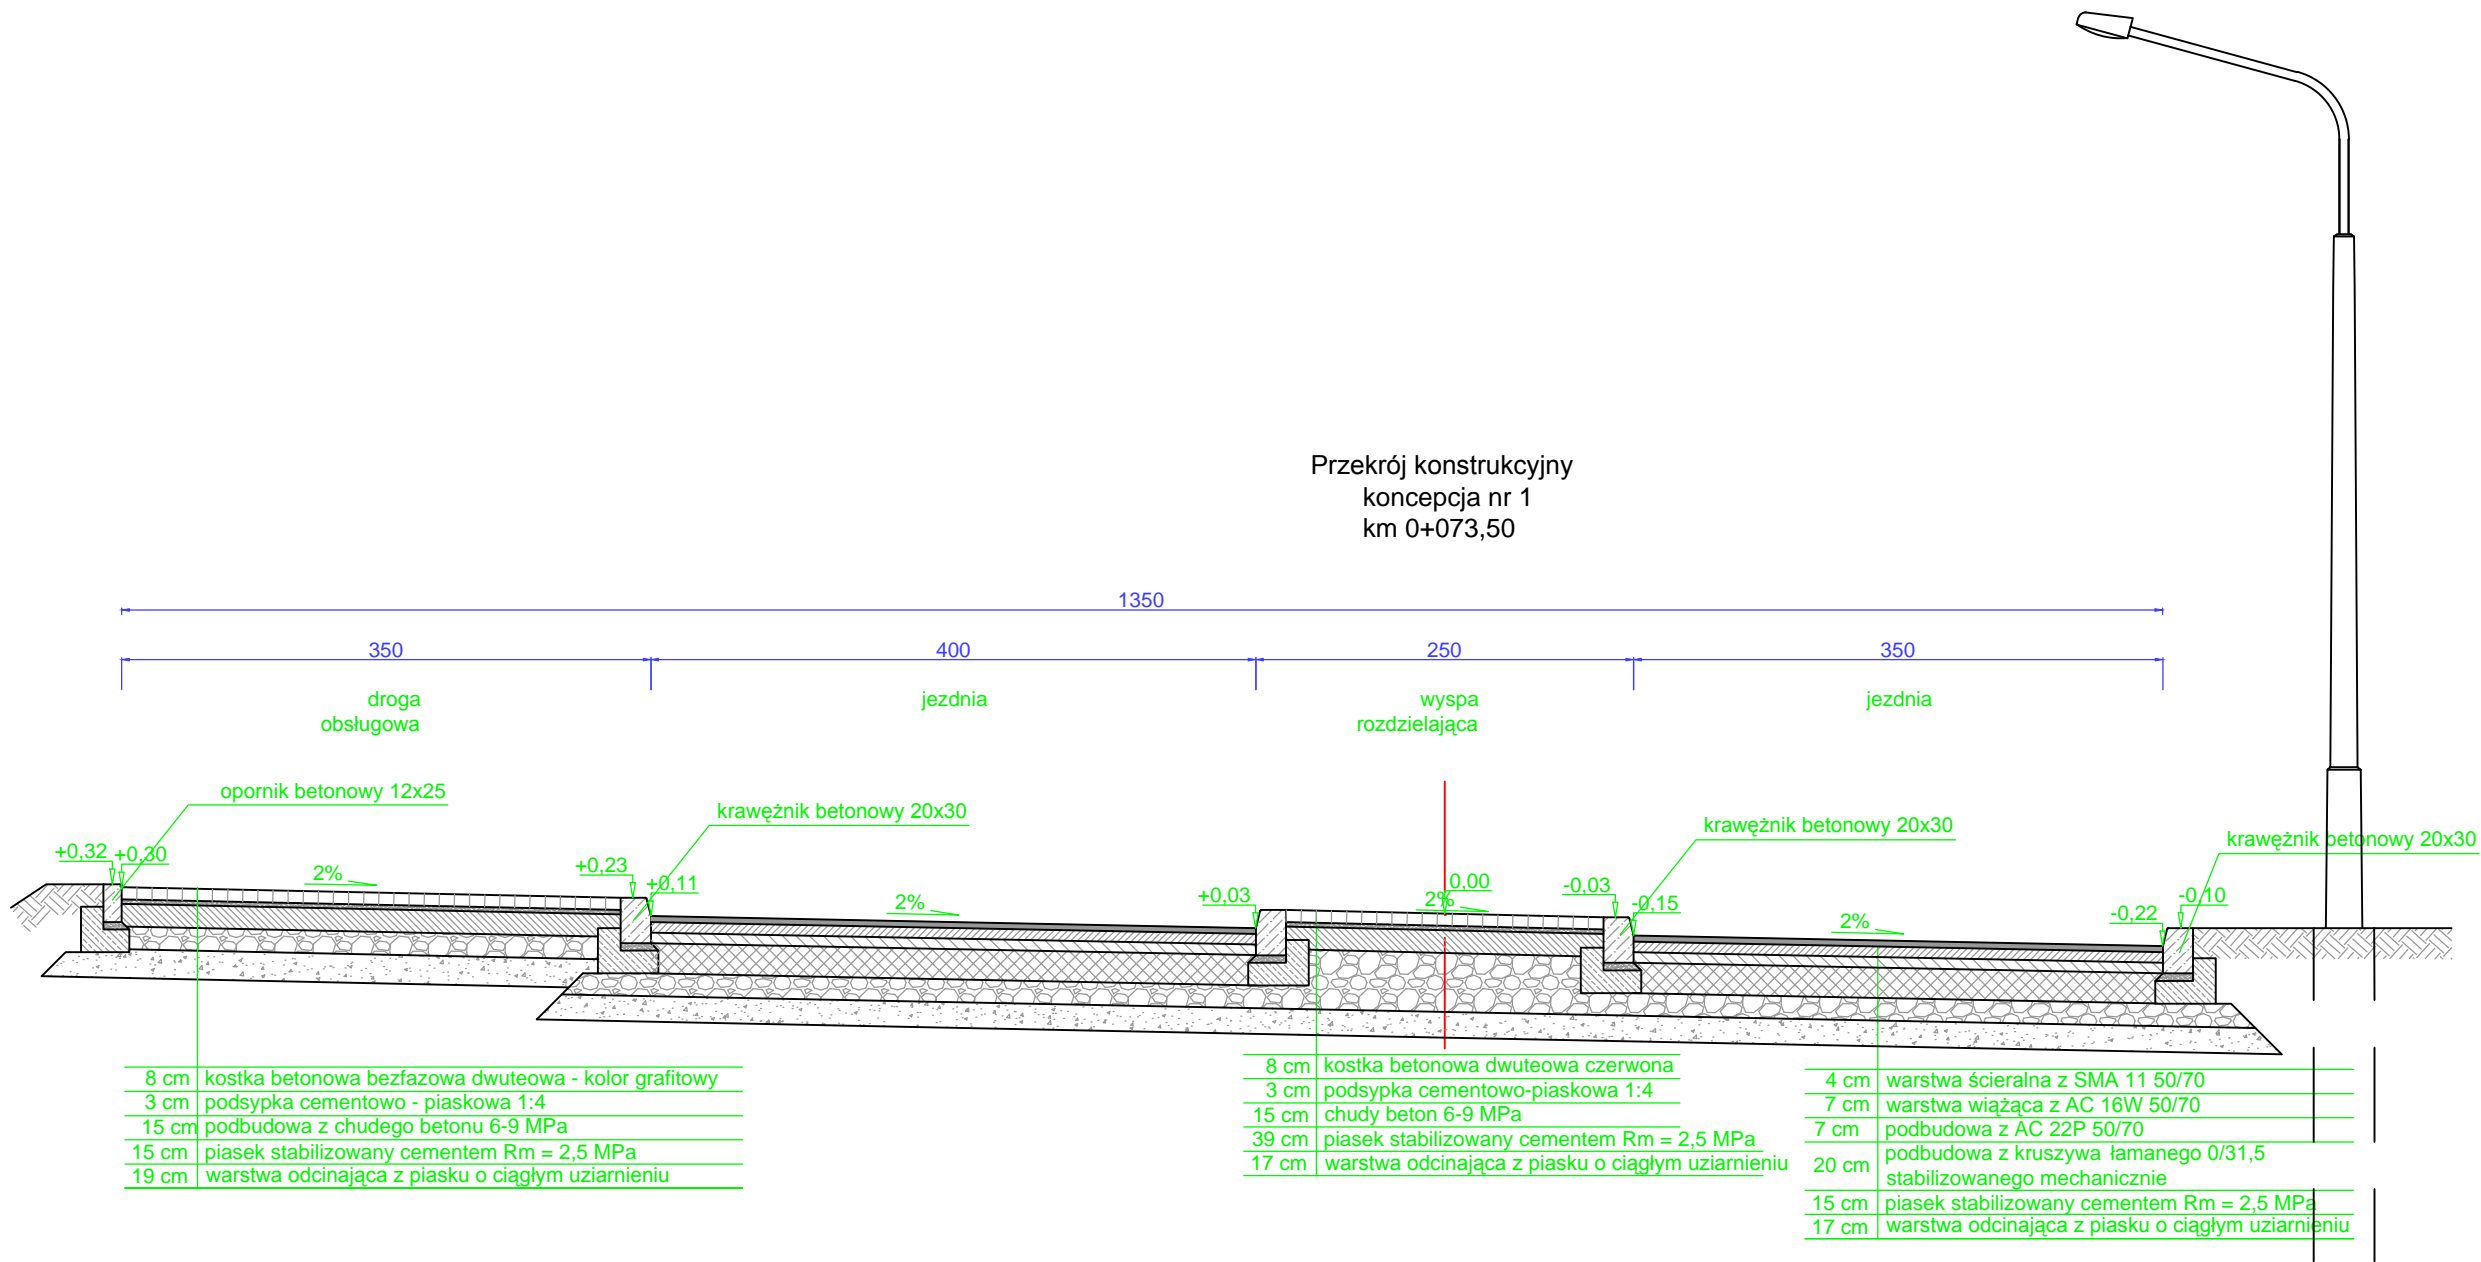 Przekrój konstrukcyjny
koncepcja nr 1
km 0+073,50
1350
350
400
250
350
droga
obsługowa
jezdnia
wyspa
rozdzielająca
jezdnia
opornik betonowy 12x25
krawężnik betonowy 20x30
krawężnik betonowy 20x30
krawężnik betonowy 20x30
+0,32
+0,30
2%
+0,23
+0,11
2%
+0,03
0,00
2%
-0,03
-0,15
2%
-0,22
-0,10
8 cm kostka betonowa bezfazowa dwuteowa - kolor grafitowy
3 cm podsypka cementowo - piaskowa 1:4
15 cm podbudowa z chudego betonu 6-9 MPa
15 cm piasek stabilizowany cementem Rm = 2,5 MPa
19 cm warstwa odcinająca z piasku o ciągłym uziarnieniu
8 cm kostka betonowa dwuteowa czerwona
3 cm podsypka cementowo-piaskowa 1:4
15 cm chudy beton 6-9 MPa
39 cm piasek stabilizowany cementem Rm = 2,5 MPa
17 cm warstwa odcinająca z piasku o ciągłym uziarnieniu
4 cm warstwa ścieralna z SMA 11 50/70
7 cm warstwa wiążąca z AC 16W 50/70
7 cm podbudowa z AC 22P 50/70
20 cm podbudowa z kruszywa łamanego 0/31,5
stabilizowanego mechanicznie
15 cm piasek stabilizowany cementem Rm = 2,5 MPa
17 cm warstwa odcinająca z piasku o ciągłym uziarnieniu